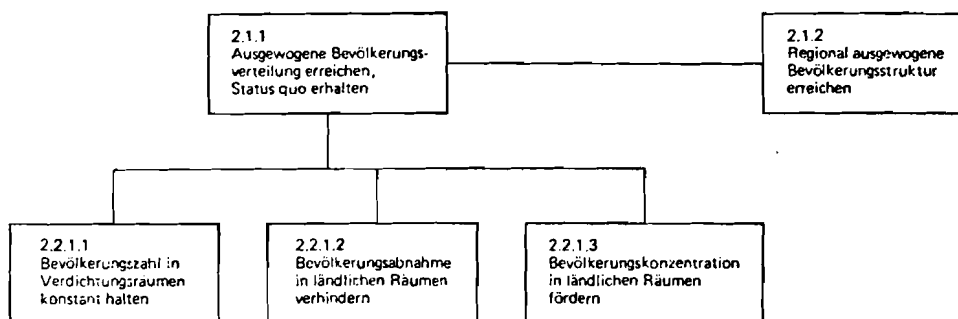 2.1.1
Ausgewogene Bevölkerungs-
verteilung erreichen,
Status quo erhalten
2.1.2
Regional ausgewogene
Bevölkerungsstruktur
erreichen
2.2.1.1
Bevölkerungszahl in
Verdichtungsräumen
konstant halten
2.2.1.2
Bevölkerungsabnahme
in ländlichen Räumen
verhindern
2.2.1.3
Bevölkerungskonzentration
in ländlichen Räumen
fördern